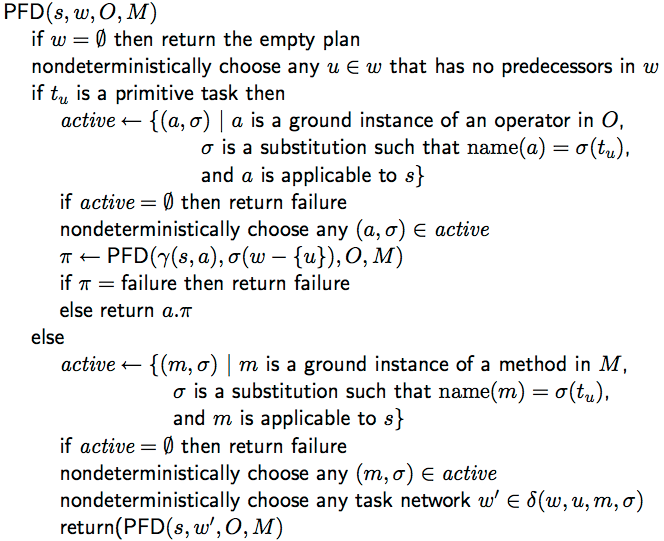 PFD(s, w, O, M)
if w = ∅ then return the empty plan
nondeterministically choose any u ∈ w that has no predecessors in w
if t_u is a primitive task then
active ← {(a, σ) | a is a ground instance of an operator in O,
σ is a substitution such that name(a) = σ(t_u),
and a is applicable to s}
if active = ∅ then return failure
nondeterministically choose any (a, σ) ∈ active
π ← PFD(γ(s, a), σ(w − {u}), O, M)
if π = failure then return failure
else return a.π
else
active ← {(m, σ) | m is a ground instance of a method in M,
σ is a substitution such that name(m) = σ(t_u),
and m is applicable to s}
if active = ∅ then return failure
nondeterministically choose any (m, σ) ∈ active
nondeterministically choose any task network w′ ∈ δ(w, u, m, σ)
return(PFD(s, w′, O, M)